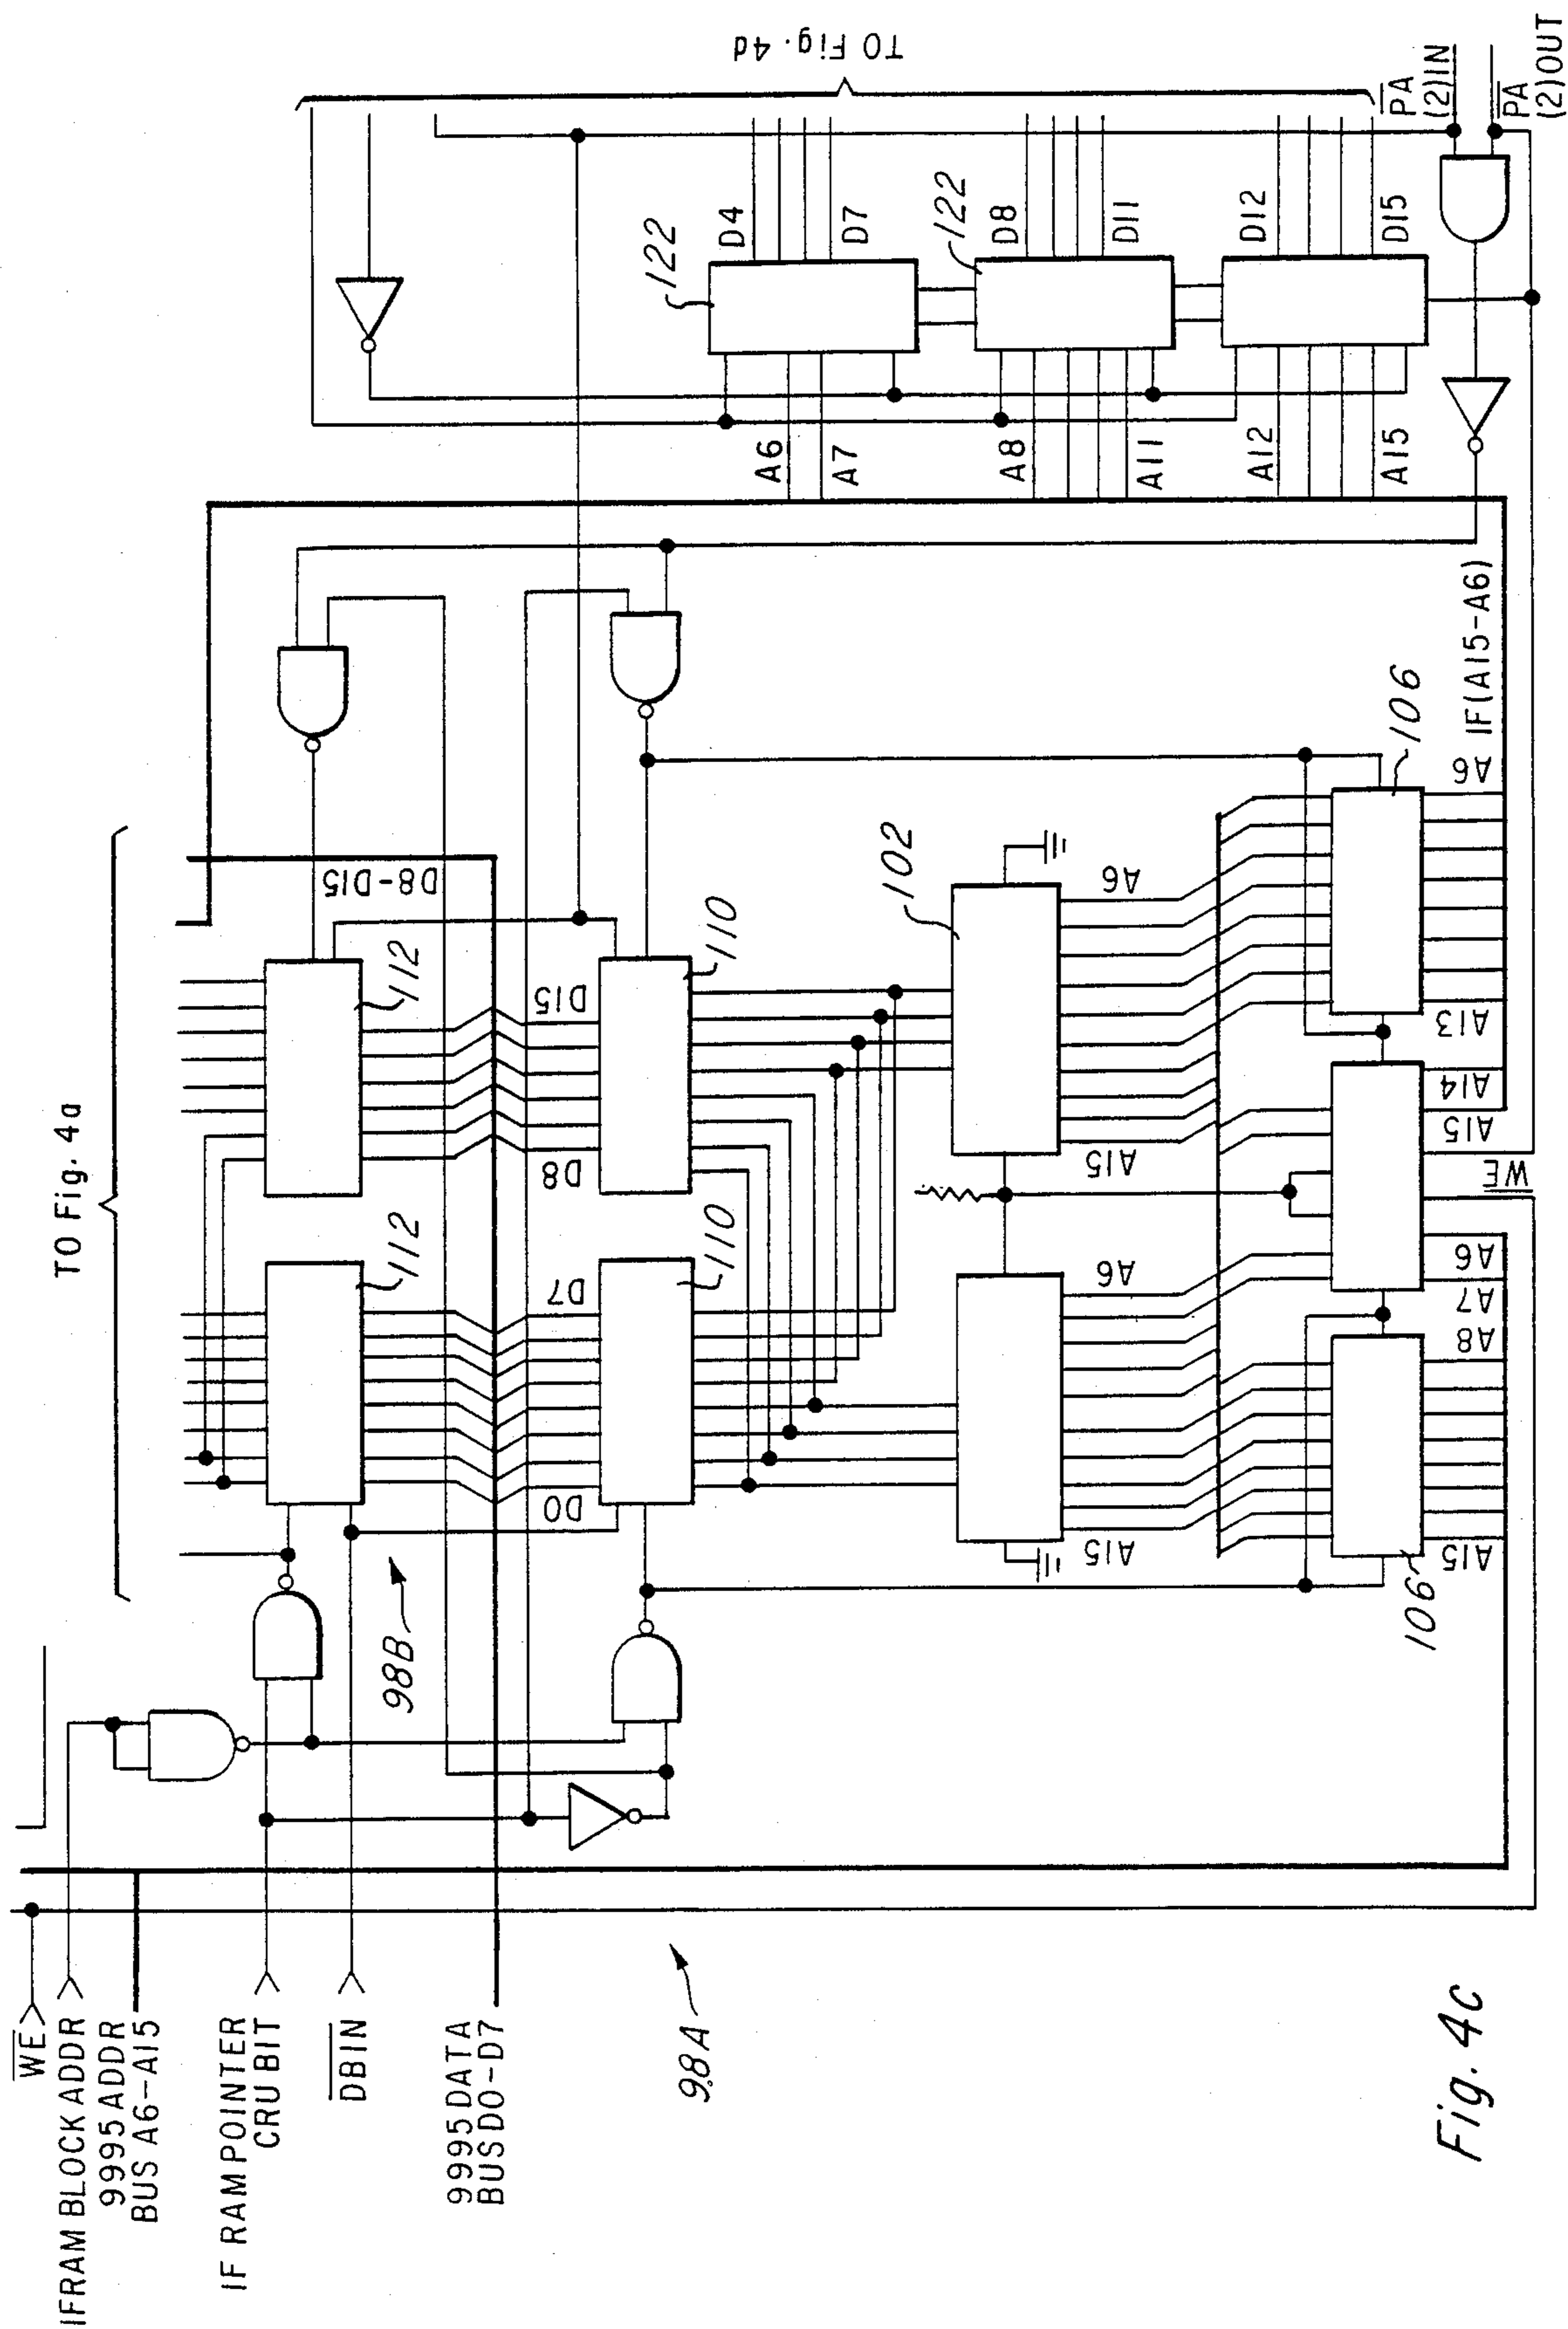 TO Fig. 4a
TO Fig. 4d
WE
IFRAM BLOCK ADDR
9995 ADDR
BUS A6-A15
IF RAM POINTER
CRU BIT
DBIN
9995 DATA
BUS D0-D7
98A
98B
112
112
D8-D15
D0
D7
D8
D15
110
110
102
A15
A6
A15
A6
106
106
A15
A8
A7
A6
WE
A15
A14
A13
A6
IF(A15-A6)
122
D4
D7
122
D8
D11
D12
D15
A6
A7
A8
A11
A12
A15
PA
(2)IN
PA
(2)OUT
Fig. 4c